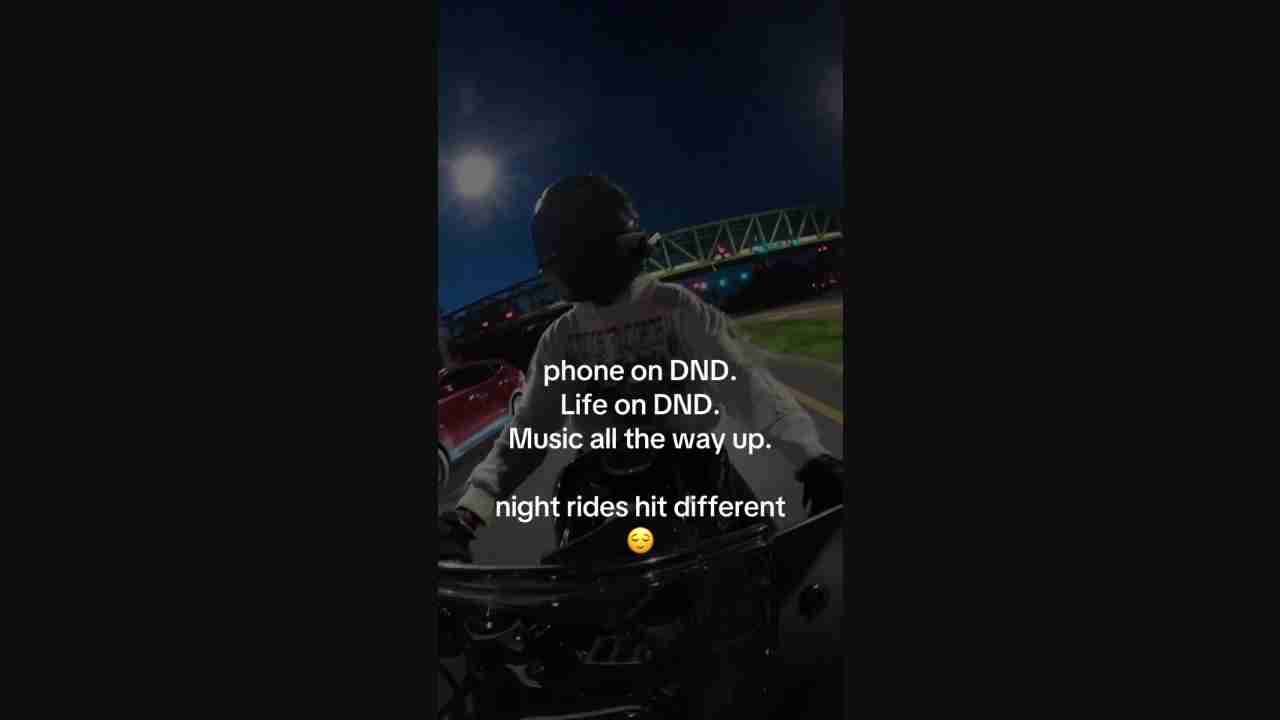 phone on DND.
Life on DND.
Music all the way up.
night rides hit different
😌